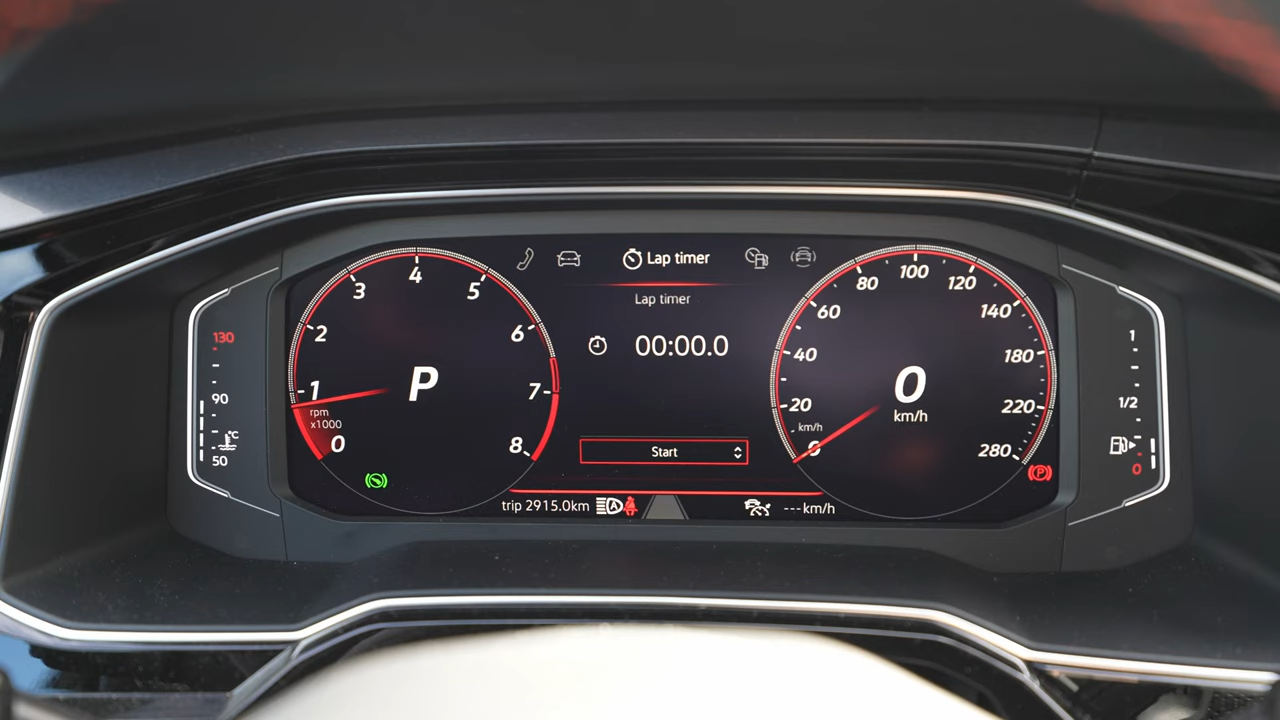 Lap timer
Lap timer
00:00.0
Start
trip 2915.0km
A
--- km/h
0
1
2
3
4
5
6
7
8
rpm
x1000
P
0
20
40
60
80
100
120
140
180
220
280
km/h
0
km/h
P
130
90
50
°C
1
1/2
0